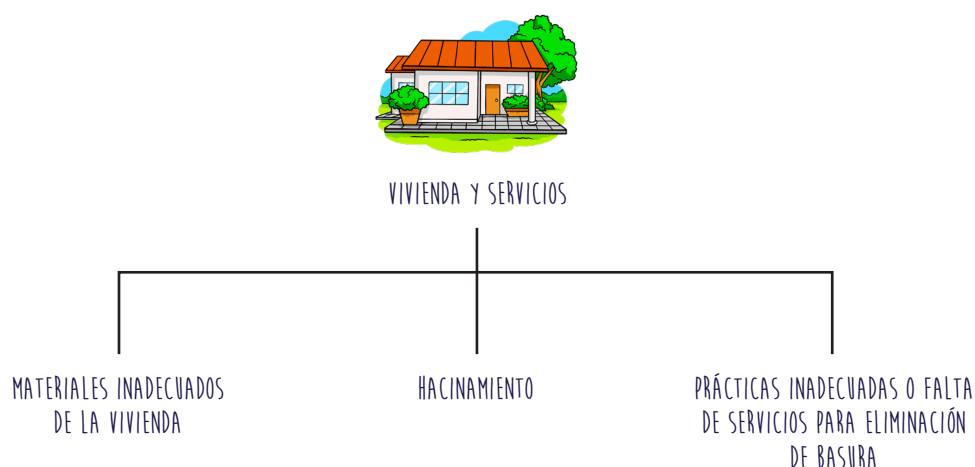 VIVIENDA Y SERVICIOS
MATERIALES INADECUADOS
DE LA VIVIENDA
HACINAMIENTO
PRÁCTICAS INADECUADAS O FALTA
DE SERVICIOS PARA ELIMINACIÓN
DE BASURA